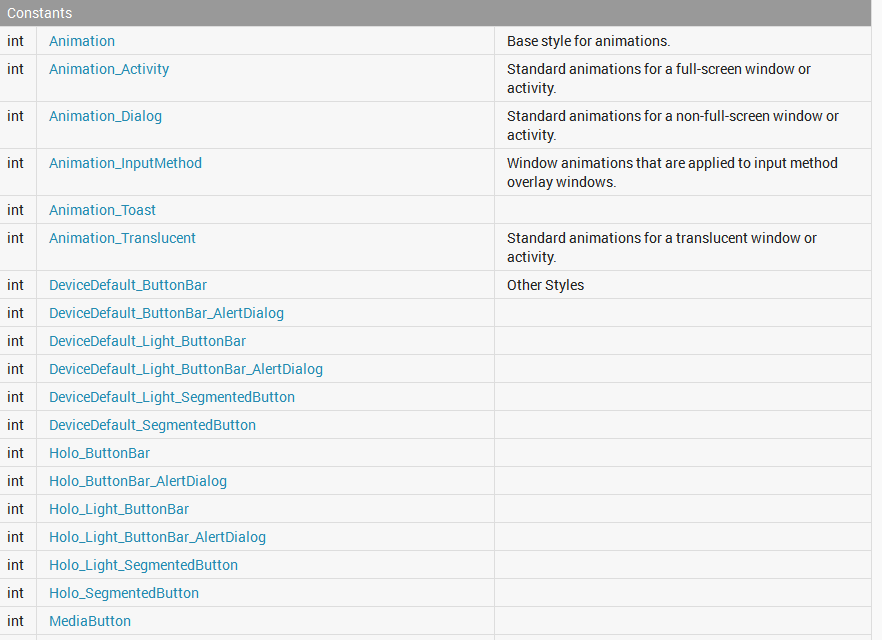 Constants
int Animation Base style for animations.
int Animation_Activity Standard animations for a full-screen window or
activity.
int Animation_Dialog Standard animations for a non-full-screen window or
activity.
int Animation_InputMethod Window animations that are applied to input method
overlay windows.
int Animation_Toast
int Animation_Translucent Standard animations for a translucent window or
activity.
int DeviceDefault_ButtonBar Other Styles
int DeviceDefault_ButtonBar_AlertDialog
int DeviceDefault_Light_ButtonBar
int DeviceDefault_Light_ButtonBar_AlertDialog
int DeviceDefault_Light_SegmentedButton
int DeviceDefault_SegmentedButton
int Holo_ButtonBar
int Holo_ButtonBar_AlertDialog
int Holo_Light_ButtonBar
int Holo_Light_ButtonBar_AlertDialog
int Holo_Light_SegmentedButton
int Holo_SegmentedButton
int MediaButton